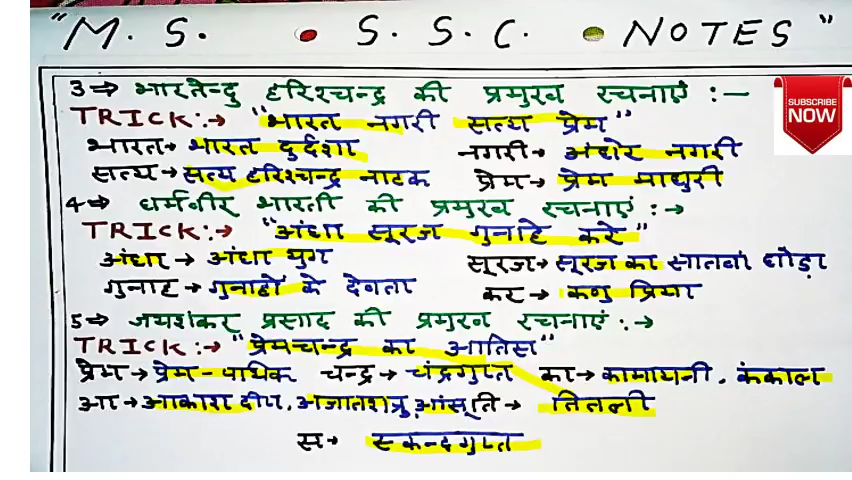 "M. S. • S. S. C. • NOTES"
3⇒ भारतेन्दु हरिश्चन्द्र की प्रमुख रचनाएं :—
TRICK:→ "भारत नगरी सत्य प्रेम"
SUBSCRIBE
NOW
भारत→ भारत दुर्दशा नगरी→ अंधेर नगरी
सत्य→ सत्य हरिश्चन्द्र नाटक प्रेम→ प्रेम माधुरी
4⇒ धर्मवीर भारती की प्रमुख रचनाएं :→
TRICK:→ "अंधा सूरज गुनाहे करे"
अंधा → अंधा युग सूरज→ सूरज का सातवां घोड़ा
गुनाह→ गुनाहों के देवता कर→ कनु प्रिया
5⇒ जयशंकर प्रसाद की प्रमुख रचनाएं :→
TRICK:→ "प्रेमचन्द्र का आतिस"
प्रेम→ प्रेम-पथिक चन्द्र→ चंद्रगुप्त का→ कामायनी, कंकाल
आ→ आकाश दीप, अजातशत्रु, आंसू ति→ तितली
स→ स्कन्दगुप्त